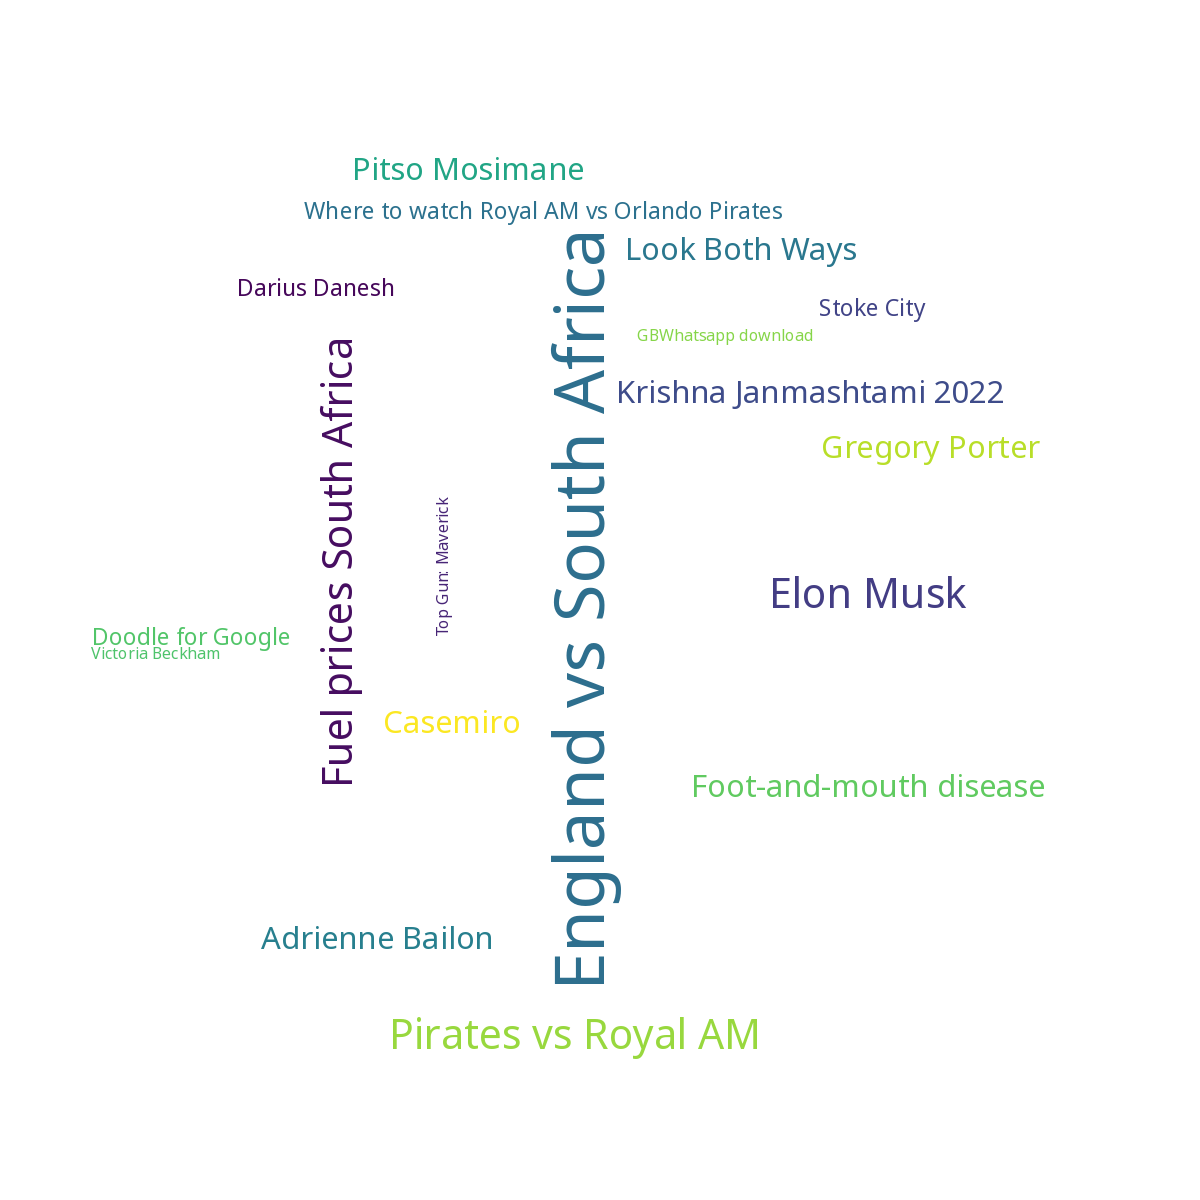 Pitso Mosimane
Where to watch Royal AM vs Orlando Pirates
Look Both Ways
Darius Danesh
Stoke City
GBWhatsapp download
Krishna Janmashtami 2022
Gregory Porter
Fuel prices South Africa
Top Gun: Maverick
England vs South Africa
Elon Musk
Doodle for Google
Victoria Beckham
Casemiro
Foot-and-mouth disease
Adrienne Bailon
Pirates vs Royal AM